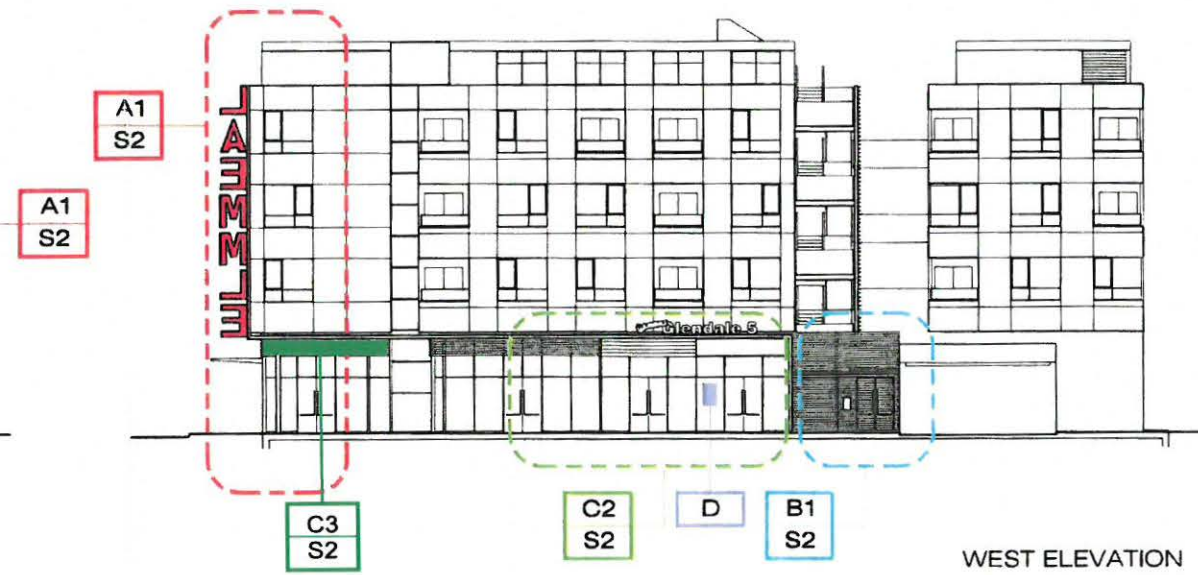 A1
S2
A1
S2
LAEMMLE
Glendale 5
C3
S2
C2
S2
D
B1
S2
WEST ELEVATION